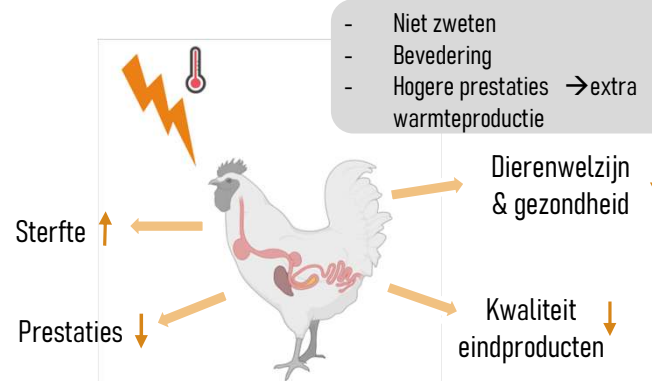 - Niet zweten
- Bevedering
- Hogere prestaties → extra
warmteproductie
Dierenwelzijn
& gezondheid
Sterfte ↑
Prestaties ↓
Kwaliteit
eindproducten ↓